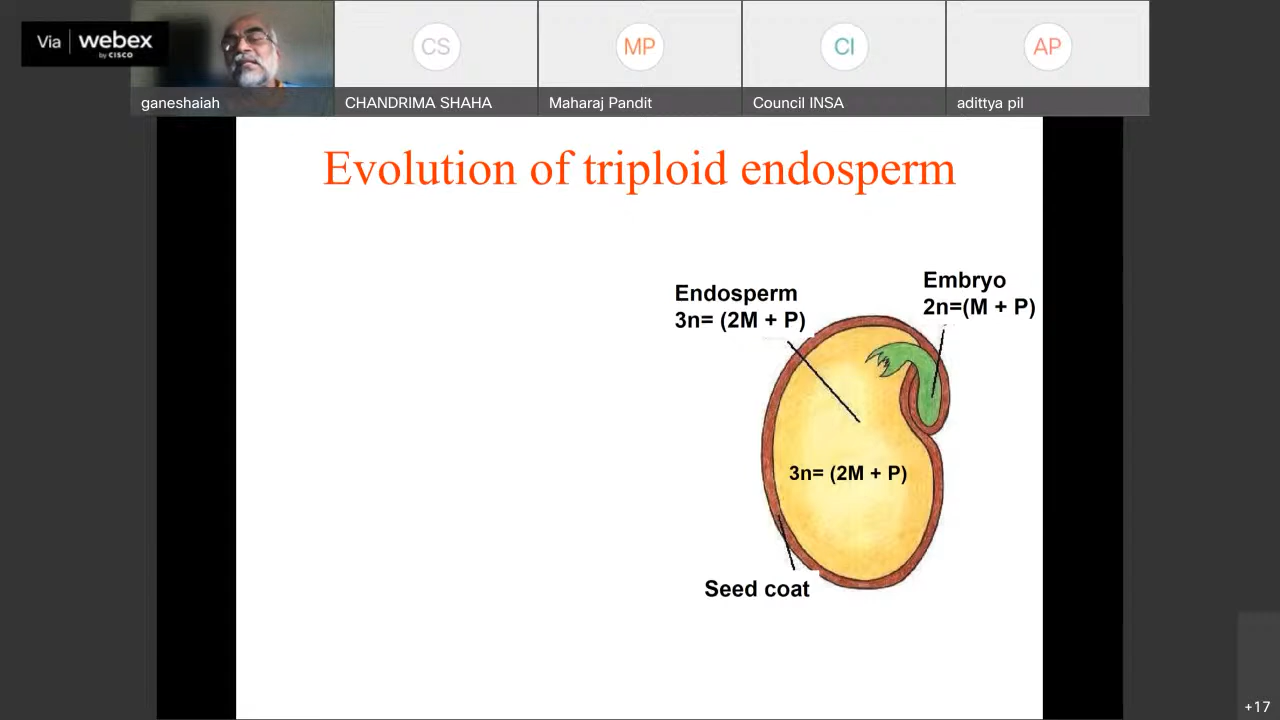 Via | webex
by CISCO
CS
MP
CI
AP
ganeshaiah
CHANDRIMA SHAHA
Maharaj Pandit
Council INSA
adittya pil
Evolution of triploid endosperm
Endosperm
3n= (2M + P)
Embryo
2n=(M + P)
3n= (2M + P)
Seed coat
+17